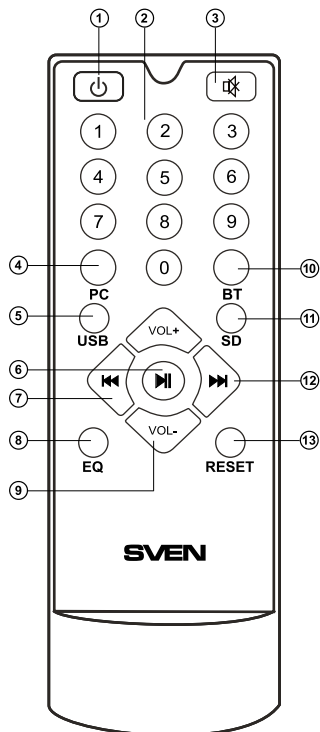 1 2 3
1 2 3
4 5 6
7 8 9
4 0 10
PC BT
5 11
USB VOL+ SD
6
7 12
8 VOL- 13
EQ RESET
9
SVEN